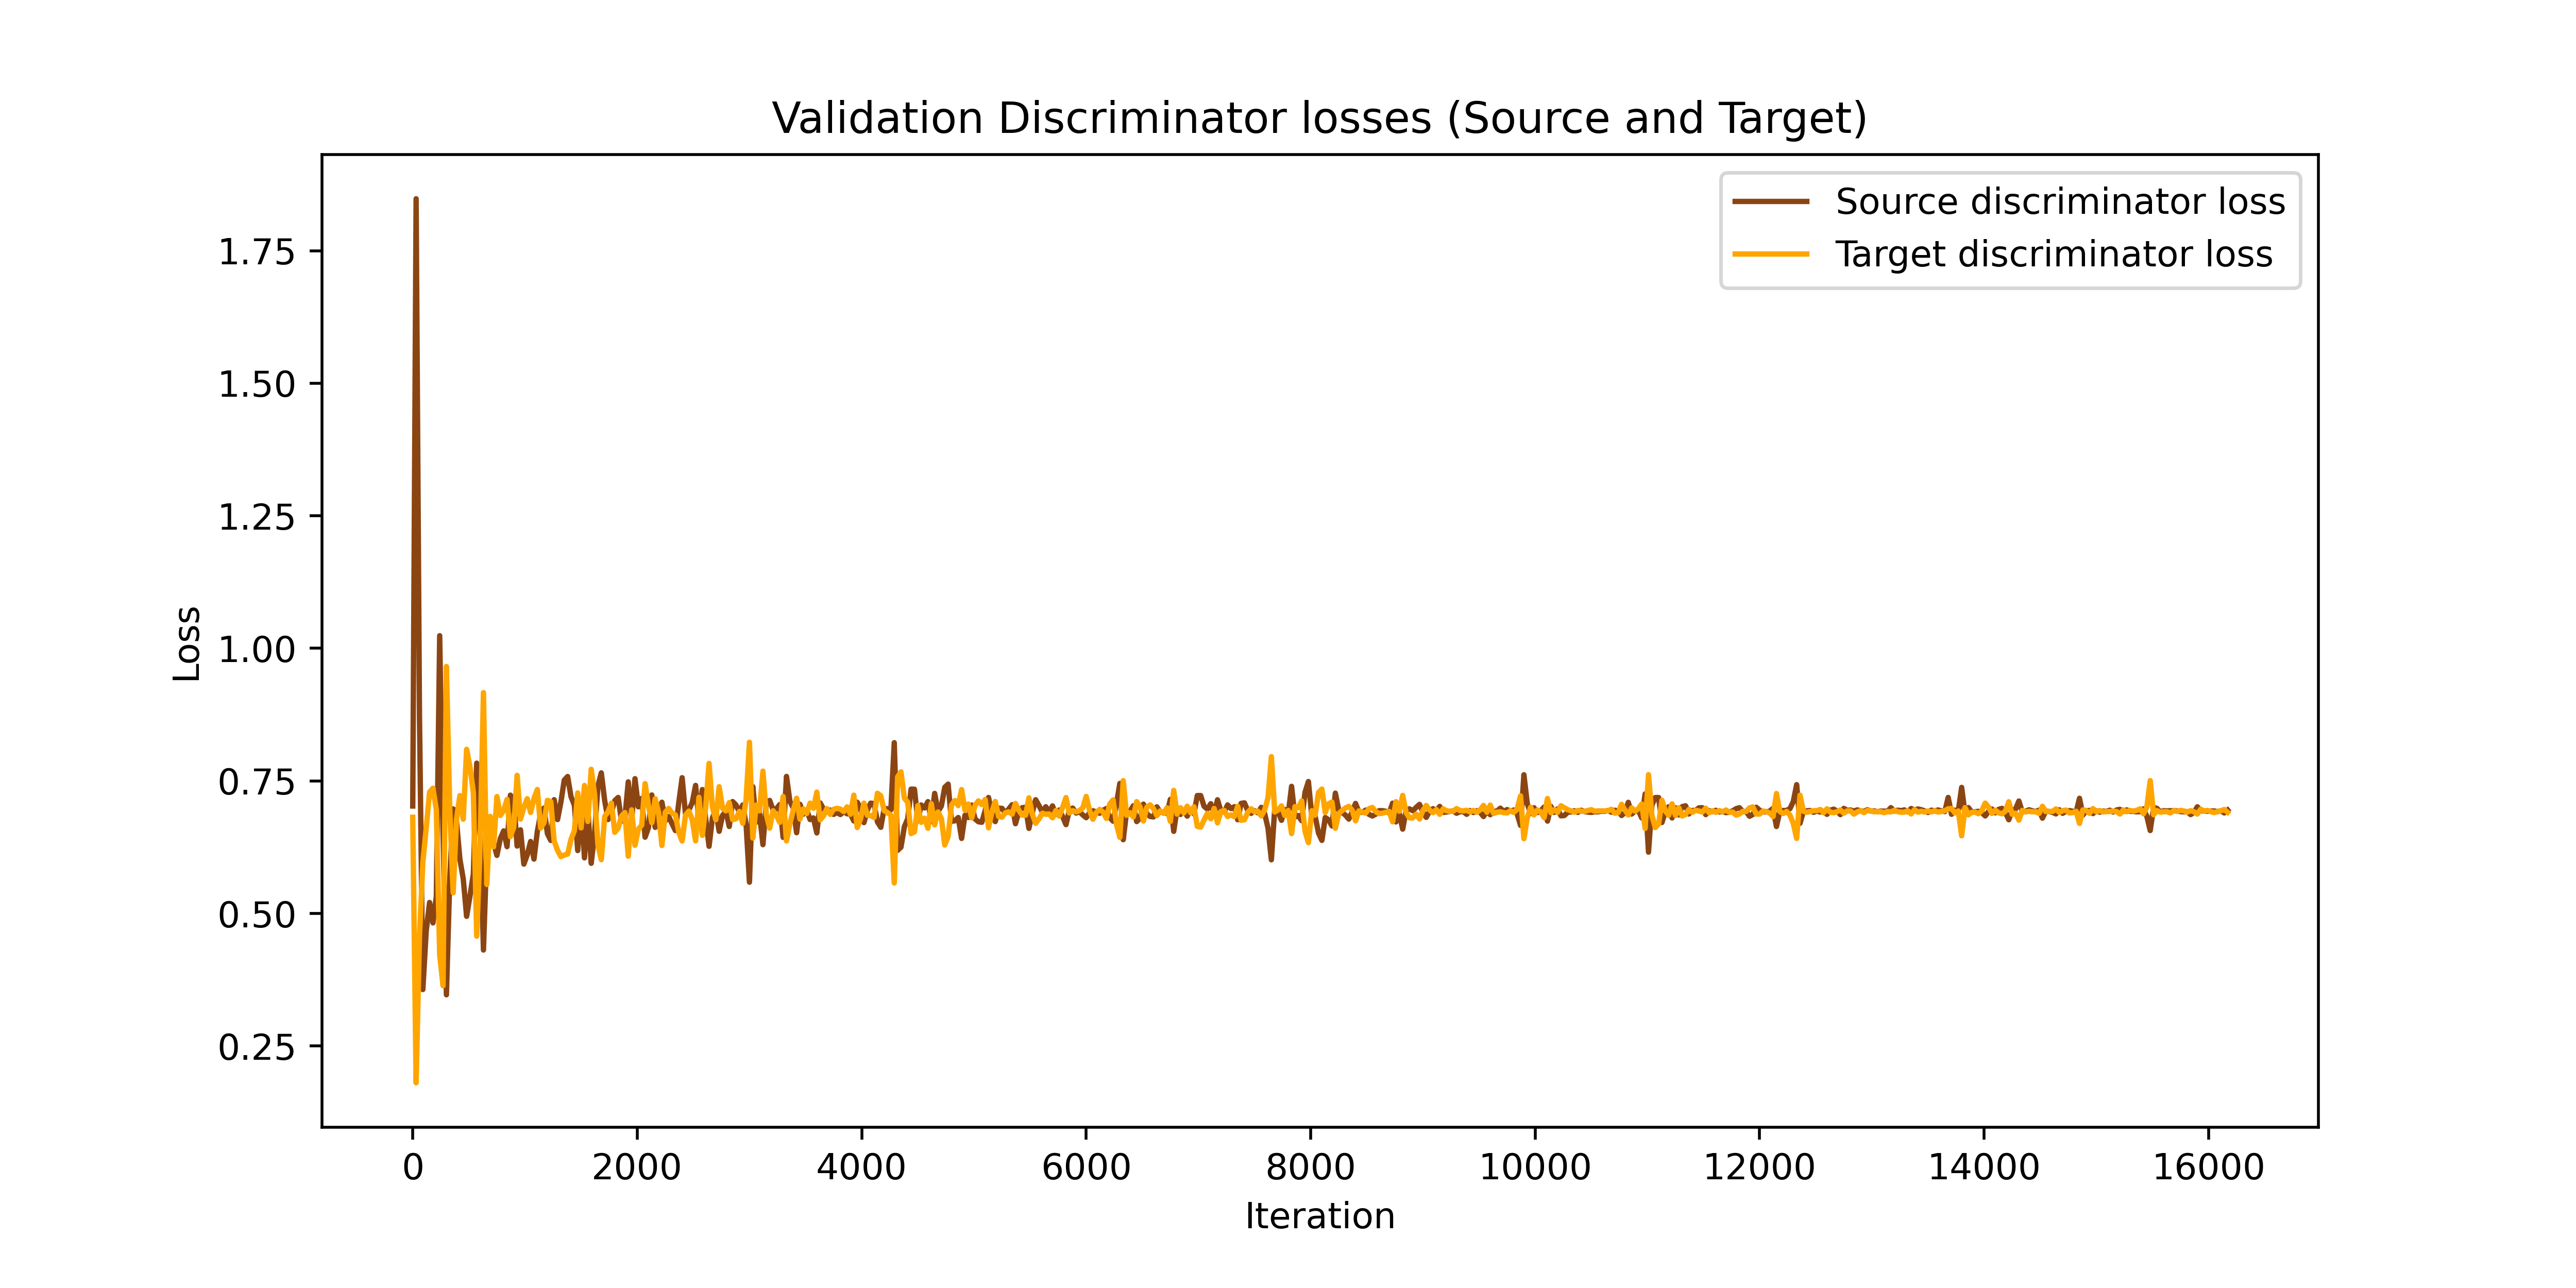 Validation Discriminator losses (Source and Target)
Source discriminator loss
Target discriminator loss
Loss
1.75
1.50
1.25
1.00
0.75
0.50
0.25
0 2000 4000 6000 8000 10000 12000 14000 16000
Iteration